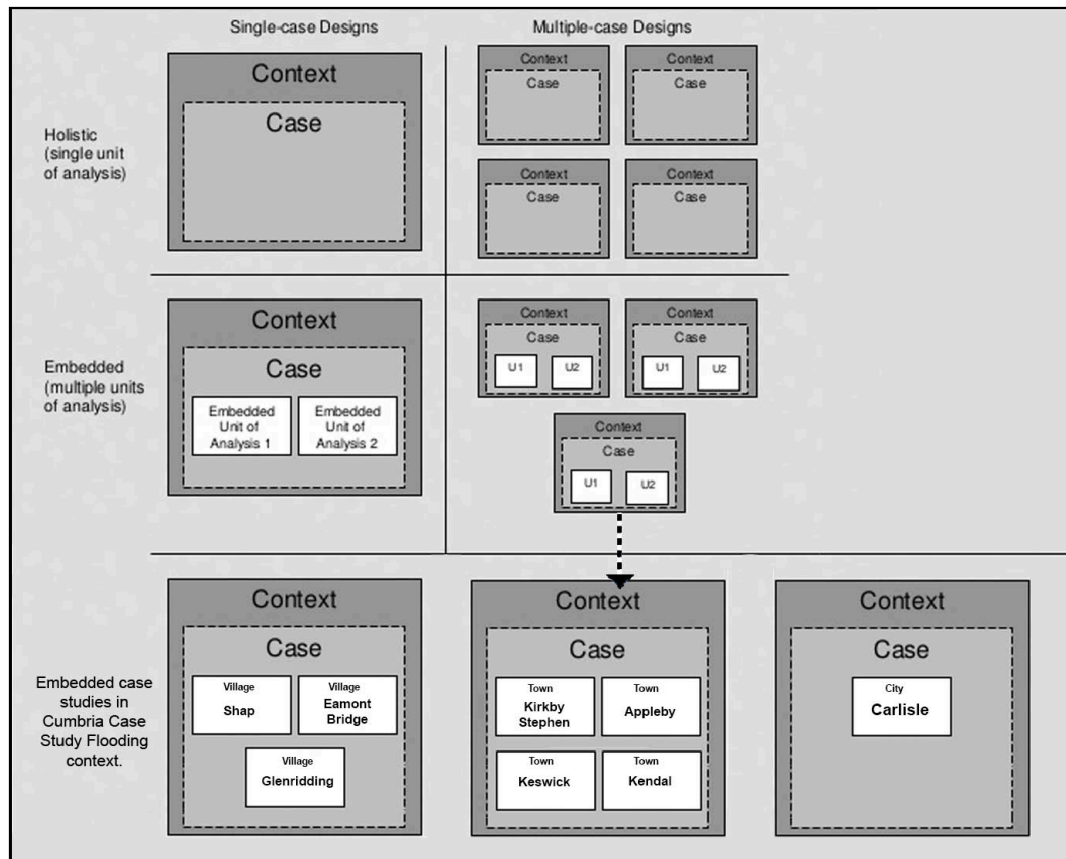 Single-case Designs
Multiple-case Designs
Holistic
(single unit
of analysis)
Context
Case
Context
Case
Context
Case
Context
Case
Context
Case
Embedded
(multiple units
of analysis)
Context
Case
Embedded
Unit of
Analysis 1
Embedded
Unit of
Analysis 2
Context
Case
U1
U2
Context
Case
U1
U2
Context
Case
U1
U2
Embedded case
studies in
Cumbria Case
Study Flooding
context.
Context
Case
Village
Shap
Village
Eamont
Bridge
Village
Glenridding
Context
Case
Town
Kirkby
Stephen
Town
Appleby
Town
Keswick
Town
Kendal
Context
Case
City
Carlisle